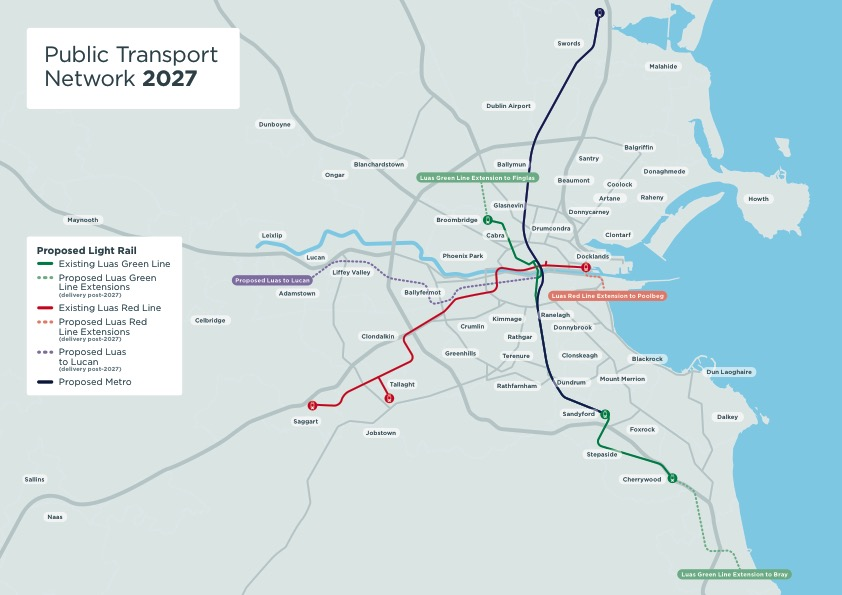 Public Transport
Network 2027
Swords
Malahide
Dublin Airport
Dunboyne
Balgriffin
Santry
Blanchardstown
Ballymun
Donaghmede
Ongar
Luas Green Line Extension to Finglas
Beaumont
Coolock
Artane
Raheny
Howth
Glasnevin
Donnycarney
Maynooth
Broombridge
Drumcondra
Cabra
Clontarf
Leixlip
Lucan
Phoenix Park
Docklands
Liffey Valley
Proposed Luas to Lucan
Adamstown
Ballyfermot
Luas Red Line Extension to Poolbeg
Proposed Light Rail
Existing Luas Green Line
Proposed Luas Green
Line Extensions
(delivery post-2027)
Existing Luas Red Line
Proposed Luas Red
Line Extensions
(delivery post-2027)
Proposed Luas
to Lucan
(delivery post-2027)
Proposed Metro
Celbridge
Kimmage
Ranelagh
Crumlin
Donnybrook
Clondalkin
Rathgar
Greenhills
Terenure
Clonskeagh
Blackrock
Dun Laoghaire
Tallaght
Rathfarnham
Dundrum
Mount Merrion
Saggart
Sandyford
Dalkey
Jobstown
Foxrock
Stepaside
Sallins
Cherrywood
Naas
Luas Green Line Extension to Bray